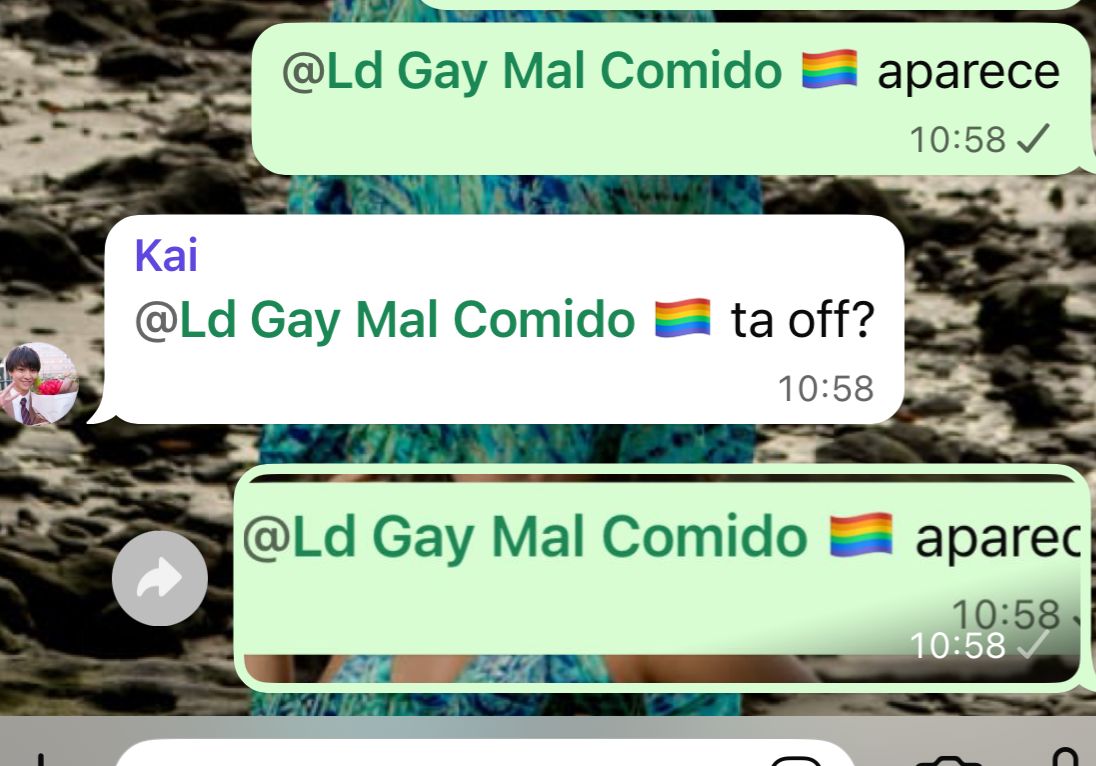 @Ld Gay Mal Comido 🏳️‍🌈 aparece
10:58
Kai
@Ld Gay Mal Comido 🏳️‍🌈 ta off?
10:58
@Ld Gay Mal Comido 🏳️‍🌈 aparec
10:58
10:58